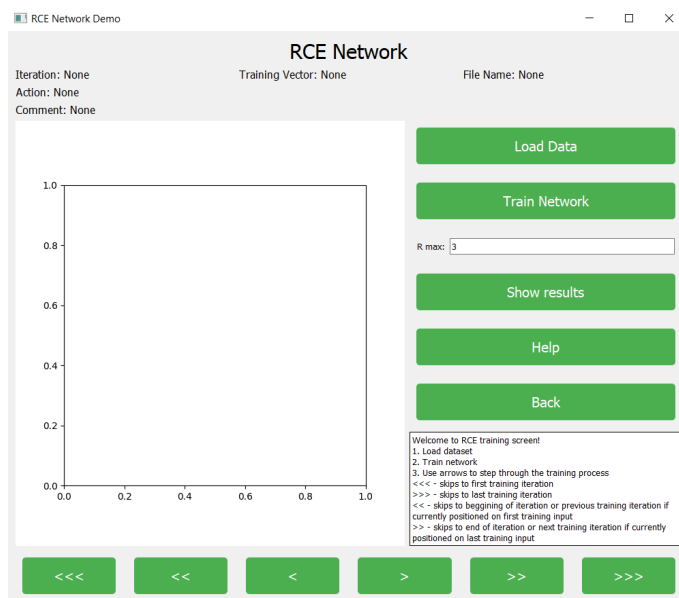 RCE Network Demo
RCE Network
Iteration: None
Training Vector: None
File Name: None
Action: None
Comment: None
Load Data
Train Network
R max: 3
Show results
Help
Back
1.0
0.8
0.6
0.4
0.2
0.0
0.0 0.2 0.4 0.6 0.8 1.0
Welcome to RCE training screen!
1. Load dataset
2. Train network
3. Use arrows to step through the training process
<<< - skips to first training iteration
>>> - skips to last training iteration
<< - skips to beggining of iteration or previous training iteration if
currently positioned on first training input
>> - skips to end of iteration or next training iteration if currently
positioned on last training input
<<< << < > >> >>>